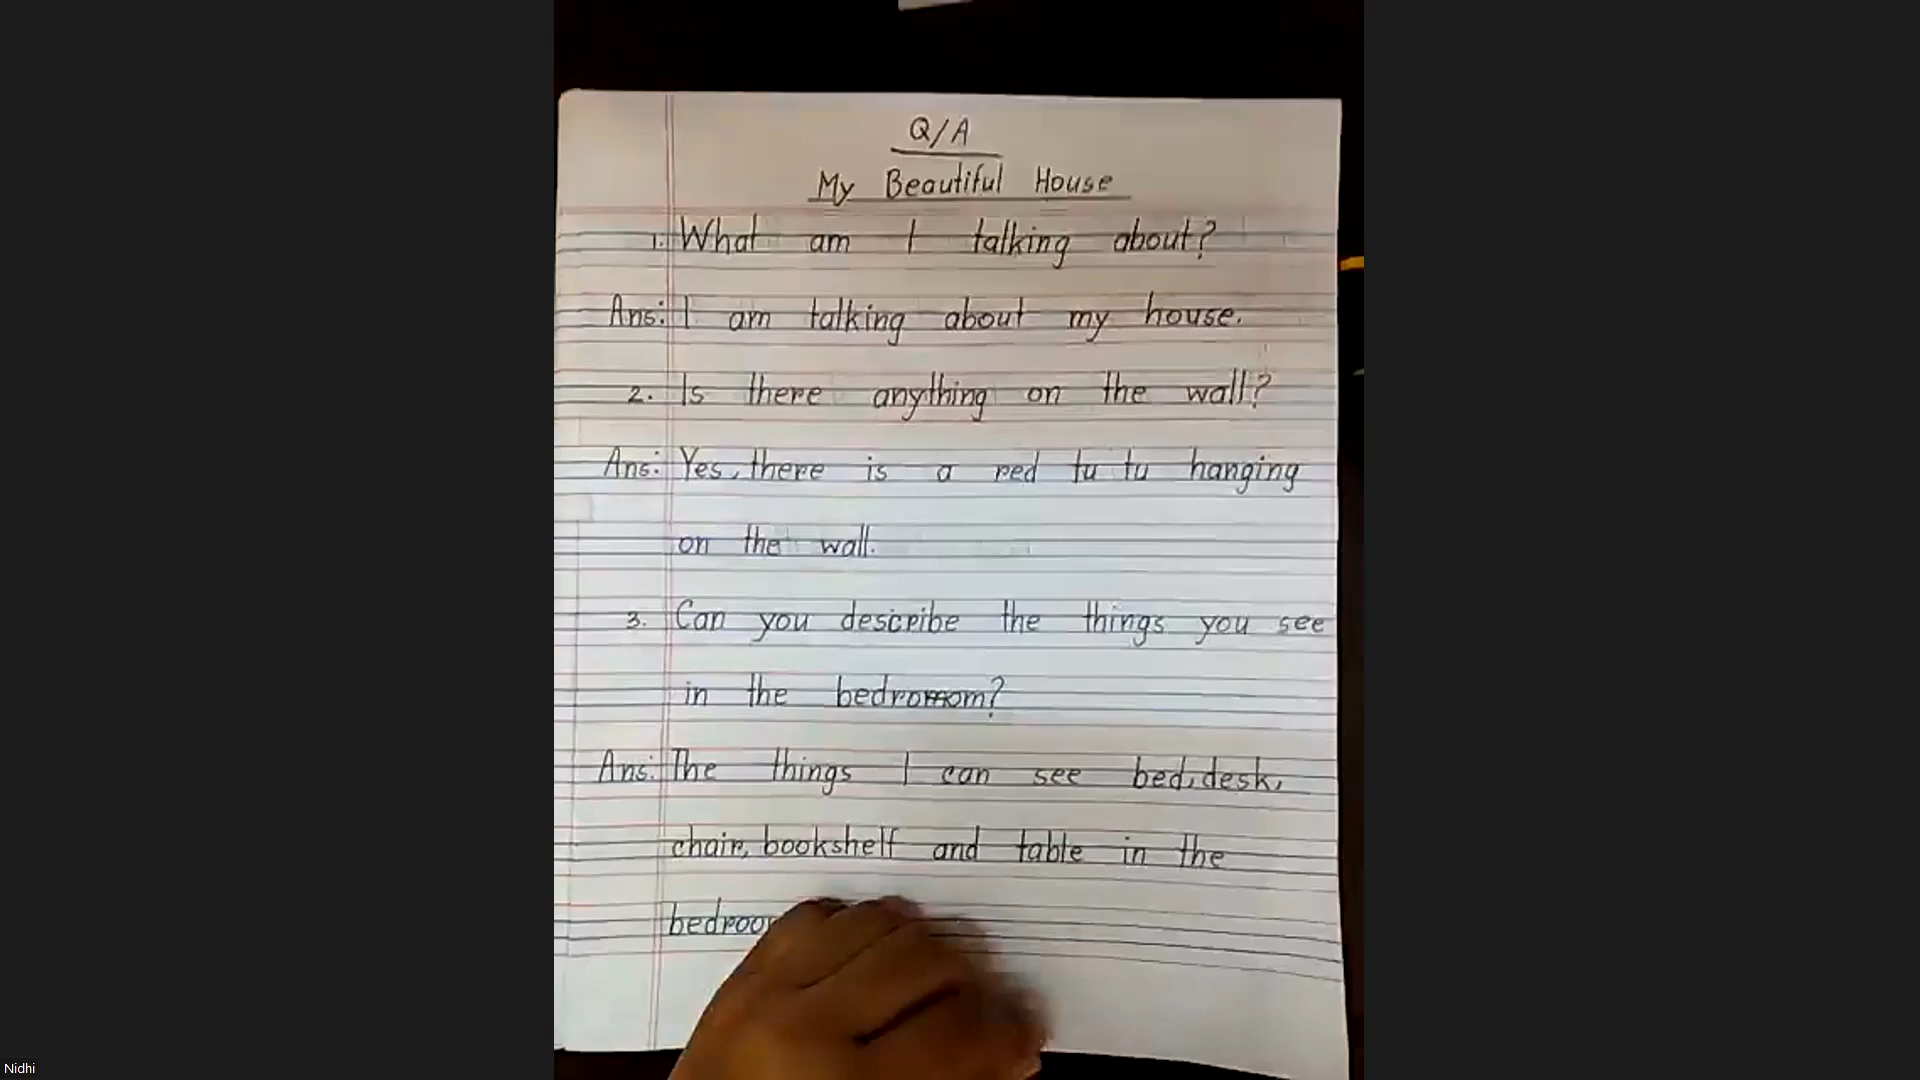 Q/A
My Beautiful House
1. What am I talking about?
Ans: I am talking about my house.
2. Is there anything on the wall?
Ans: Yes, there is a red tu tu hanging
on the wall.
3. Can you describe the things you see
in the bedroom?
Ans: The things I can see bed, desk,
chair, bookshelf and table in the
Nidhi